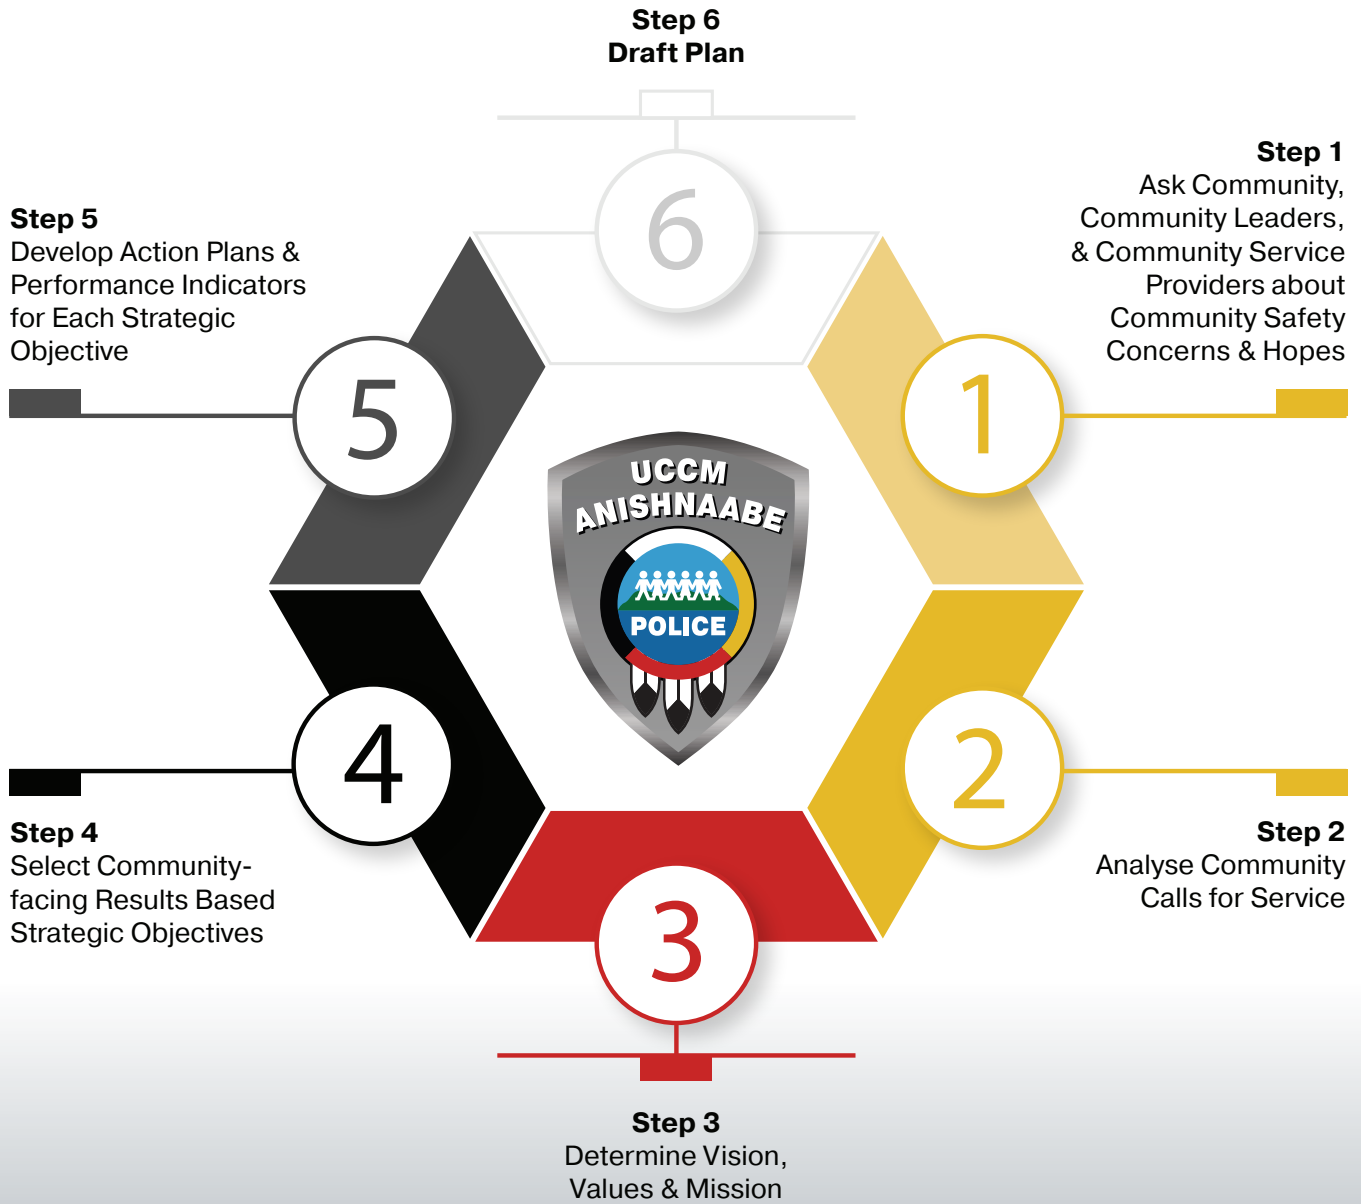 Step 6
Draft Plan
6
Step 1
Ask Community,
Community Leaders,
& Community Service
Providers about
Community Safety
Concerns & Hopes
1
Step 5
Develop Action Plans &
Performance Indicators
for Each Strategic
Objective
5
UCCM
ANISHNAABE
POLICE
4
Step 4
Select Community-
facing Results Based
Strategic Objectives
2
Step 2
Analyse Community
Calls for Service
3
Step 3
Determine Vision,
Values & Mission